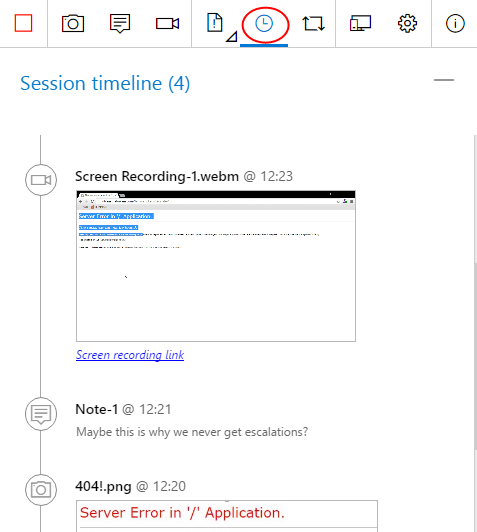 Session timeline (4)
Screen Recording-1.webm @ 12:23
Server Error in '/' Application.
Screen recording link
Note-1 @ 12:21
Maybe this is why we never get escalations?
404!.png @ 12:20
Server Error in '/' Application.